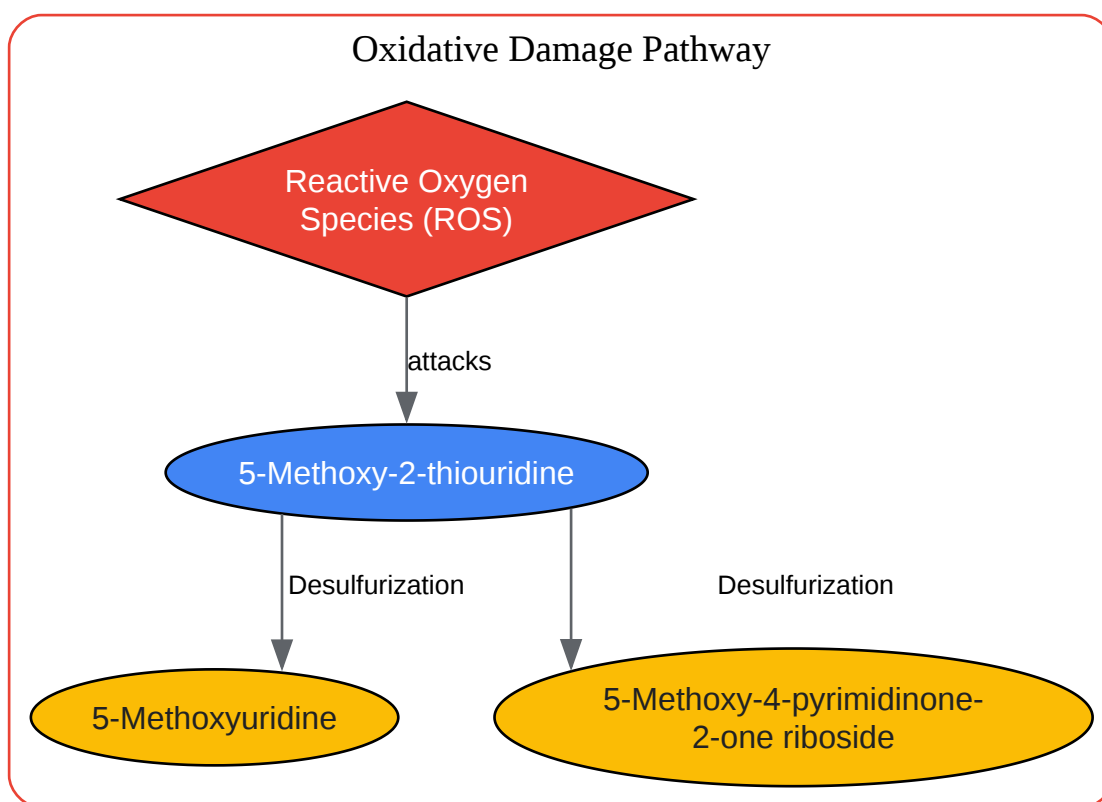 Oxidative Damage Pathway
Reactive Oxygen
Species (ROS)
attacks
5-Methoxy-2-thiouridine
Desulfurization
Desulfurization
5-Methoxyuridine
5-Methoxy-4-pyrimidinone-
2-one riboside